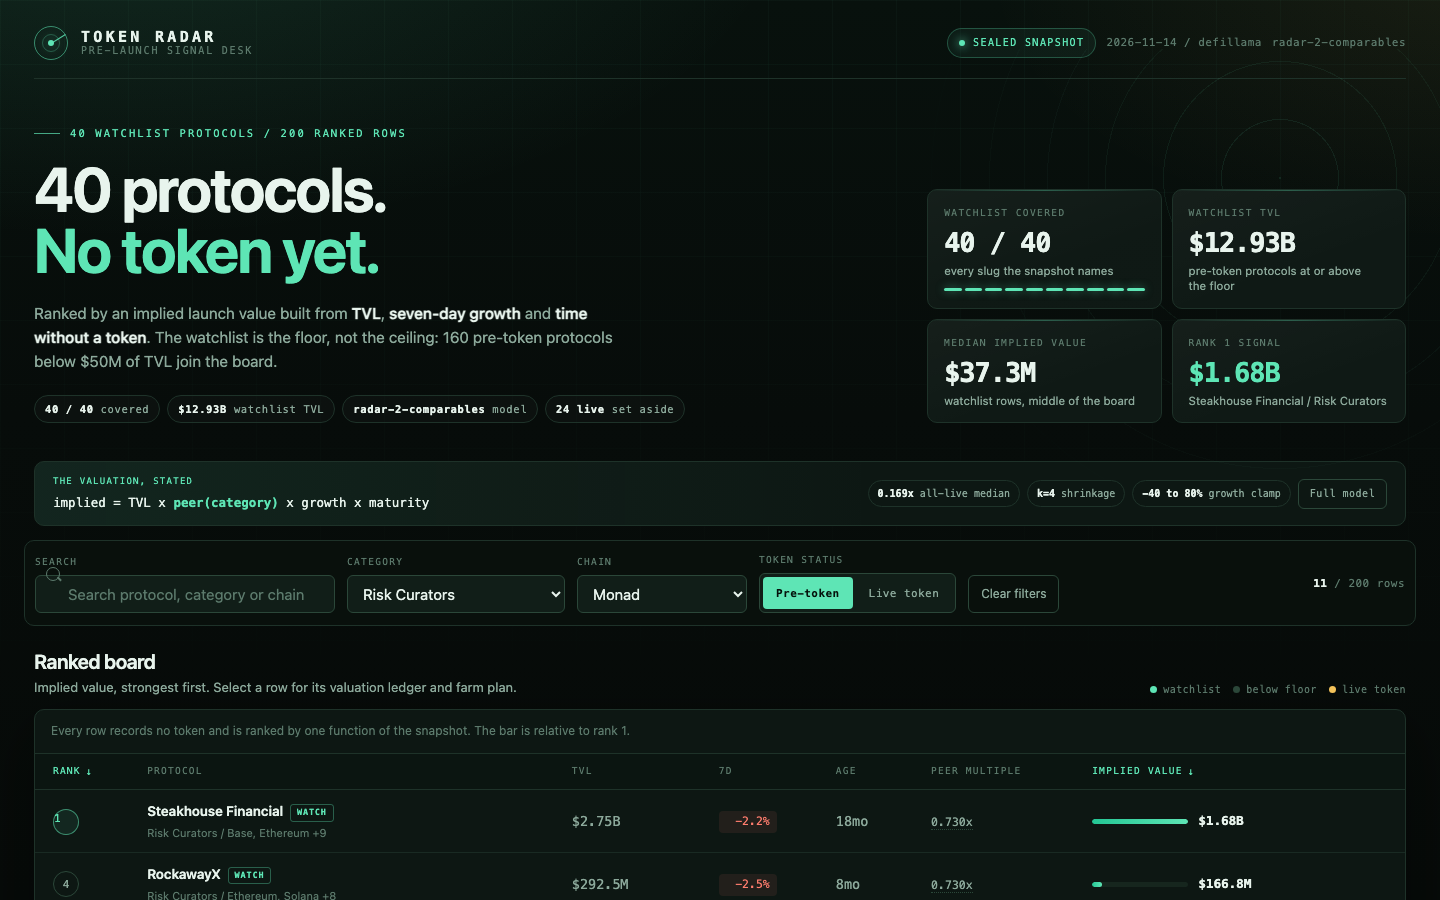 TOKEN RADAR
PRE-LAUNCH SIGNAL DESK
SEALED SNAPSHOT
2026-11-14 / defillama radar-2-comparables
40 WATCHLIST PROTOCOLS / 200 RANKED ROWS
40 protocols.
No token yet.
Ranked by an implied launch value built from TVL, seven-day growth and time
without a token. The watchlist is the floor, not the ceiling: 160 pre-token protocols
below $50M of TVL join the board.
40 / 40 covered
$12.93B watchlist TVL
radar-2-comparables model
24 live set aside
WATCHLIST COVERED
40 / 40
every slug the snapshot names
WATCHLIST TVL
$12.93B
pre-token protocols at or above
the floor
MEDIAN IMPLIED VALUE
$37.3M
watchlist rows, middle of the board
RANK 1 SIGNAL
$1.68B
Steakhouse Financial / Risk Curators
THE VALUATION, STATED
implied = TVL x peer(category) x growth x maturity
0.169x all-live median
k=4 shrinkage
−40 to 80% growth clamp
Full model
SEARCH
Search protocol, category or chain
CATEGORY
Risk Curators
CHAIN
Monad
TOKEN STATUS
Pre-token
Live token
Clear filters
11 / 200 rows
Ranked board
Implied value, strongest first. Select a row for its valuation ledger and farm plan.
watchlist
below floor
live token
Every row records no token and is ranked by one function of the snapshot. The bar is relative to rank 1.
RANK ↓ PROTOCOL TVL 7D AGE PEER MULTIPLE IMPLIED VALUE ↓
1 Steakhouse Financial WATCH $2.75B −2.2% 18mo 0.730x $1.68B
Risk Curators / Base, Ethereum +9
4 RockawayX WATCH $292.5M −2.5% 8mo 0.730x $166.8M
Risk Curators / Ethereum, Solana +8